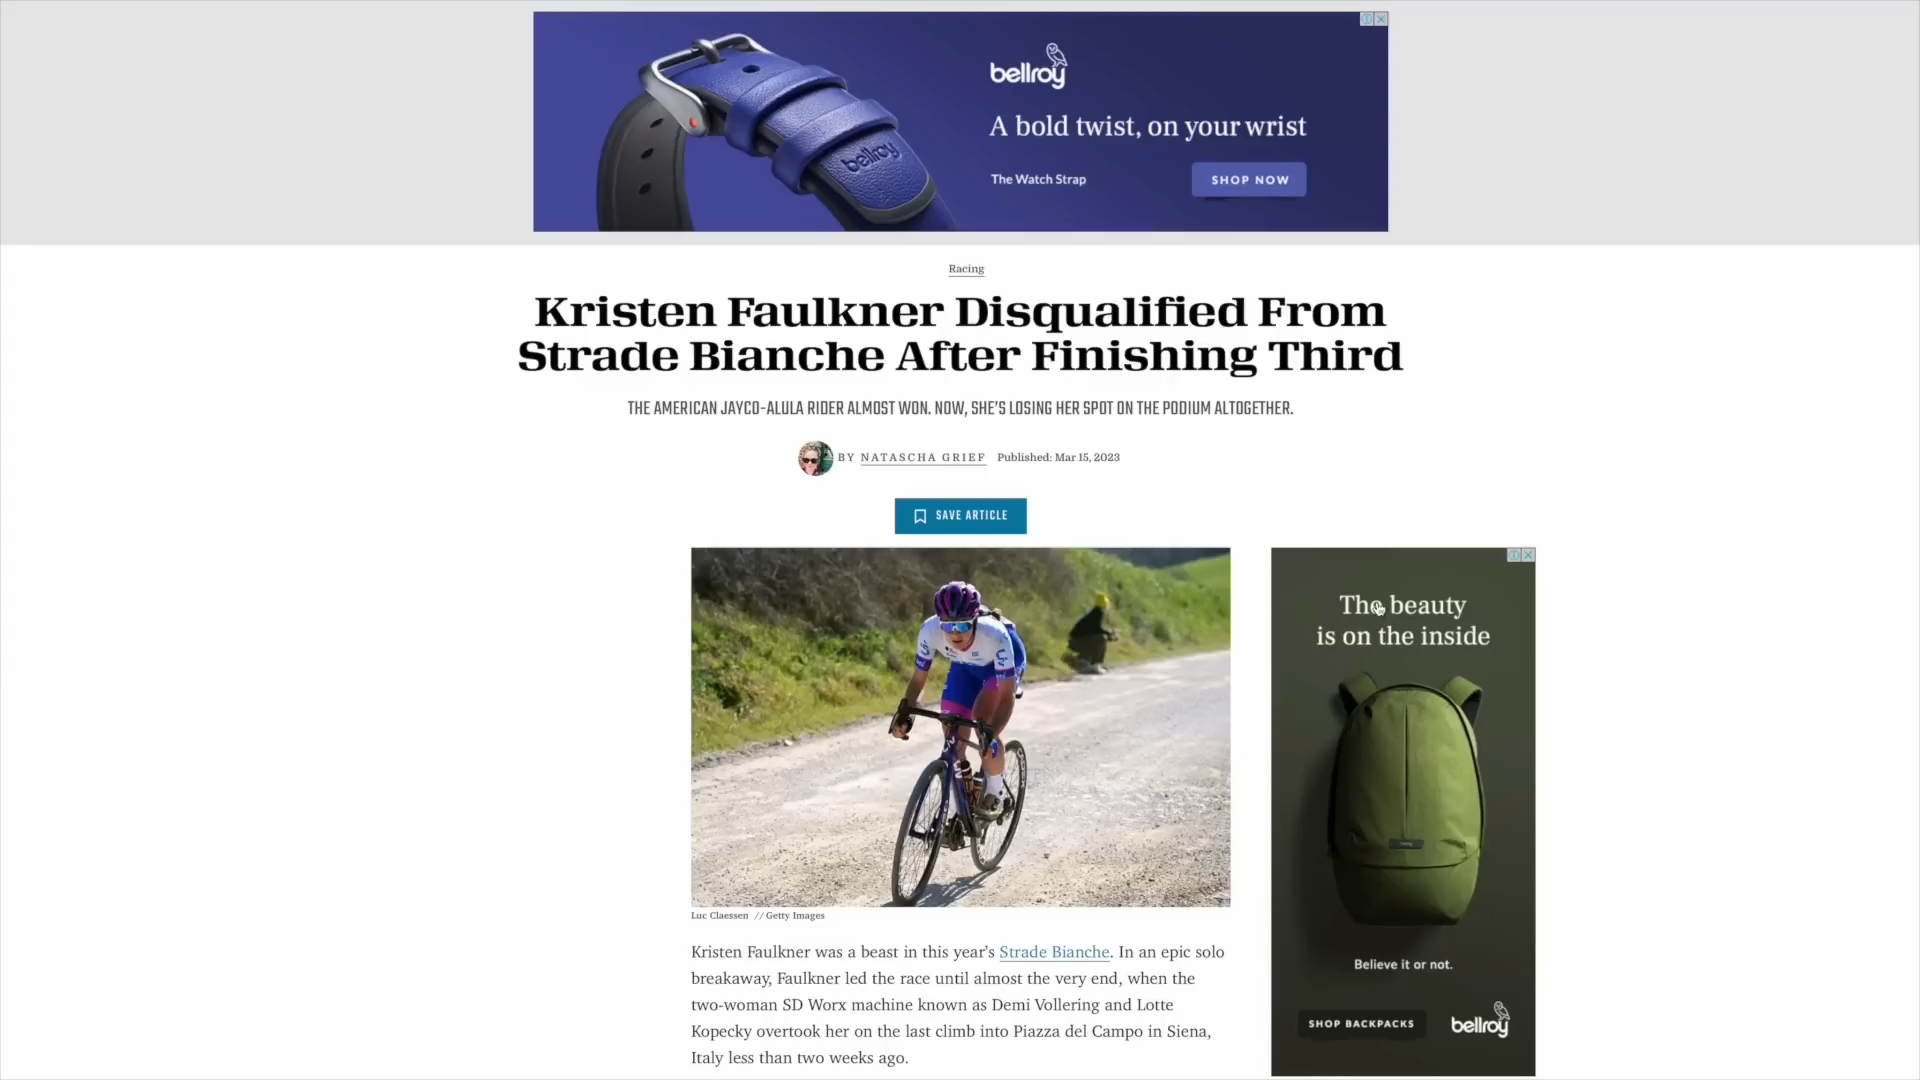 bellroy
A bold twist, on your wrist
The Watch Strap
SHOP NOW
bellroy
Racing
Kristen Faulkner Disqualified From
Strade Bianche After Finishing Third
THE AMERICAN JAYCO-ALULA RIDER ALMOST WON. NOW, SHE'S LOSING HER SPOT ON THE PODIUM ALTOGETHER.
BY NATASCHA GRIEF Published: Mar 15, 2023
SAVE ARTICLE
Luc Claessen // Getty Images
Kristen Faulkner was a beast in this year's Strade Bianche. In an epic solo
breakaway, Faulkner led the race until almost the very end, when the
two-woman SD Worx machine known as Demi Vollering and Lotte
Kopecky overtook her on the last climb into Piazza del Campo in Siena,
Italy less than two weeks ago.
The beauty
is on the inside
Believe it or not.
SHOP BACKPACKS
bellroy